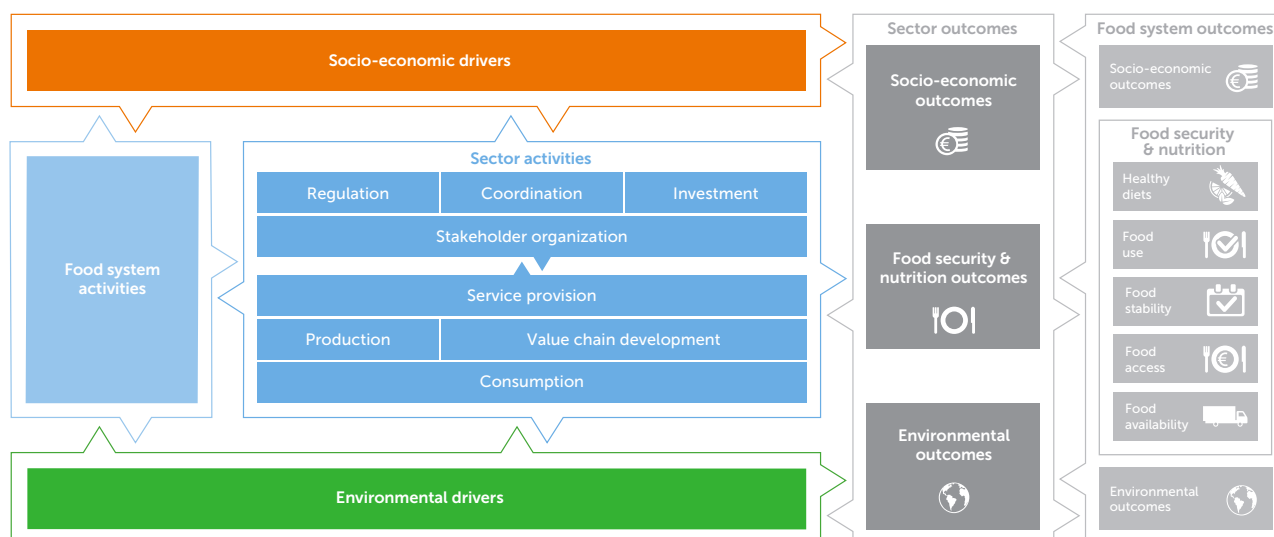 Socio-economic drivers
Food system
activities
Sector activities
Regulation
Coordination
Investment
Stakeholder organization
Service provision
Production
Value chain development
Consumption
Environmental drivers
Sector outcomes
Socio-economic
outcomes
€
Food security &
nutrition outcomes
Environmental
outcomes
Food system outcomes
Socio-economic
outcomes
€
Food security
& nutrition
Healthy
diets
Food
use
Food
stability
Food
access
€
Food
availability
Environmental
outcomes